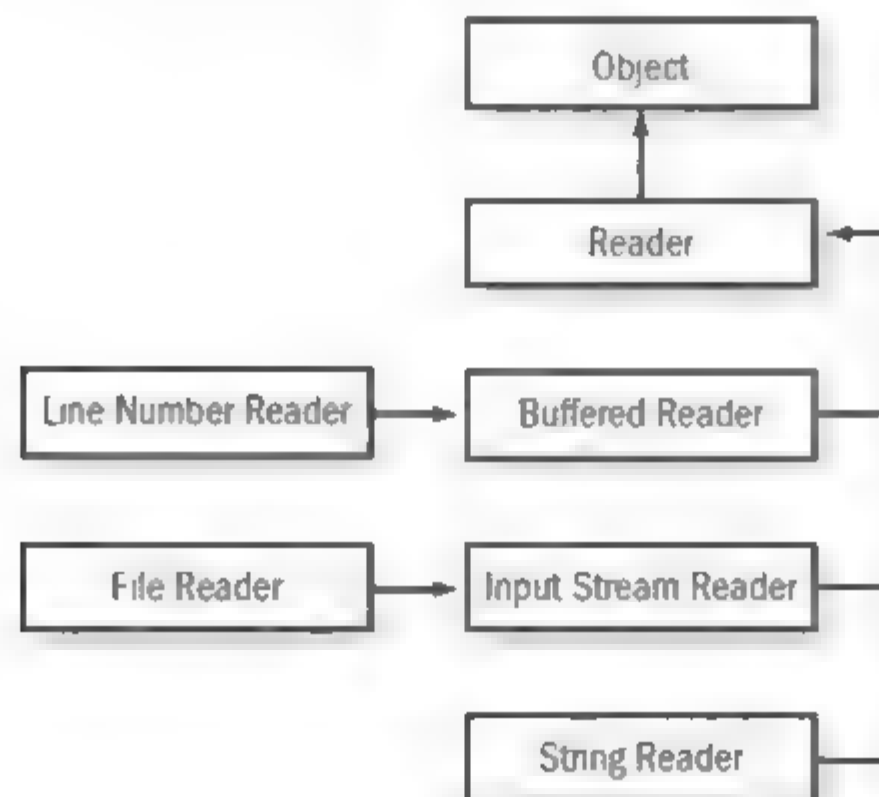 Object
Reader
Line Number Reader
Buffered Reader
File Reader
Input Stream Reader
String Reader